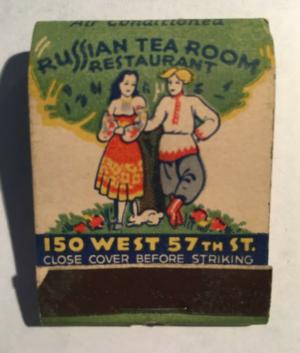 Air Conditioned
RUSSIAN TEA ROOM
RESTAURANT
150 WEST 57TH ST.
CLOSE COVER BEFORE STRIKING